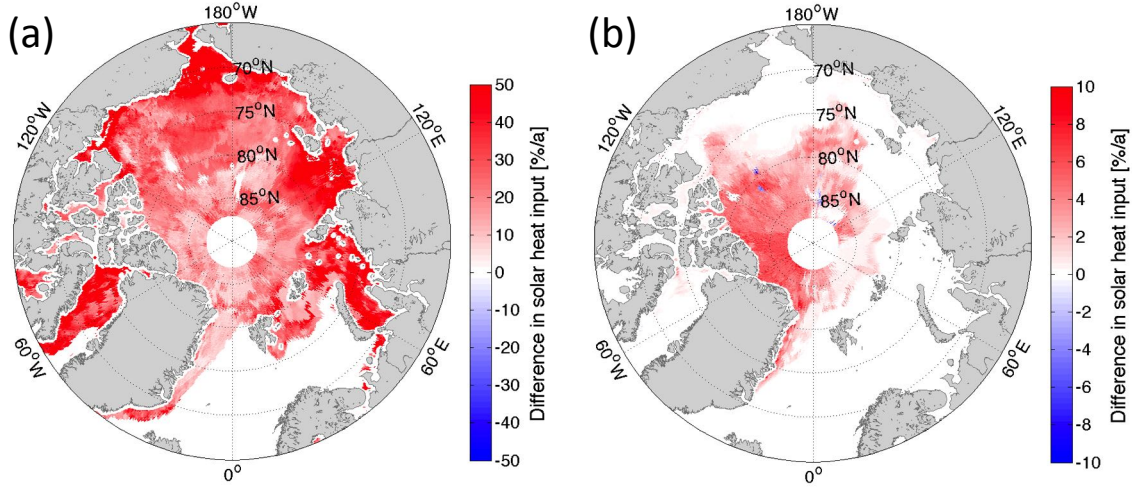 (a)
180°W
120°W
120°E
60°W
60°E
0°
70°N
75°N
80°N
85°N
50
40
30
20
10
0
-10
-20
-30
-40
-50
Difference in solar heat input [%/a]
(b)
180°W
120°W
120°E
60°W
60°E
0°
70°N
75°N
80°N
85°N
10
8
6
4
2
0
-2
-4
-6
-8
-10
Difference in solar heat input [%/a]